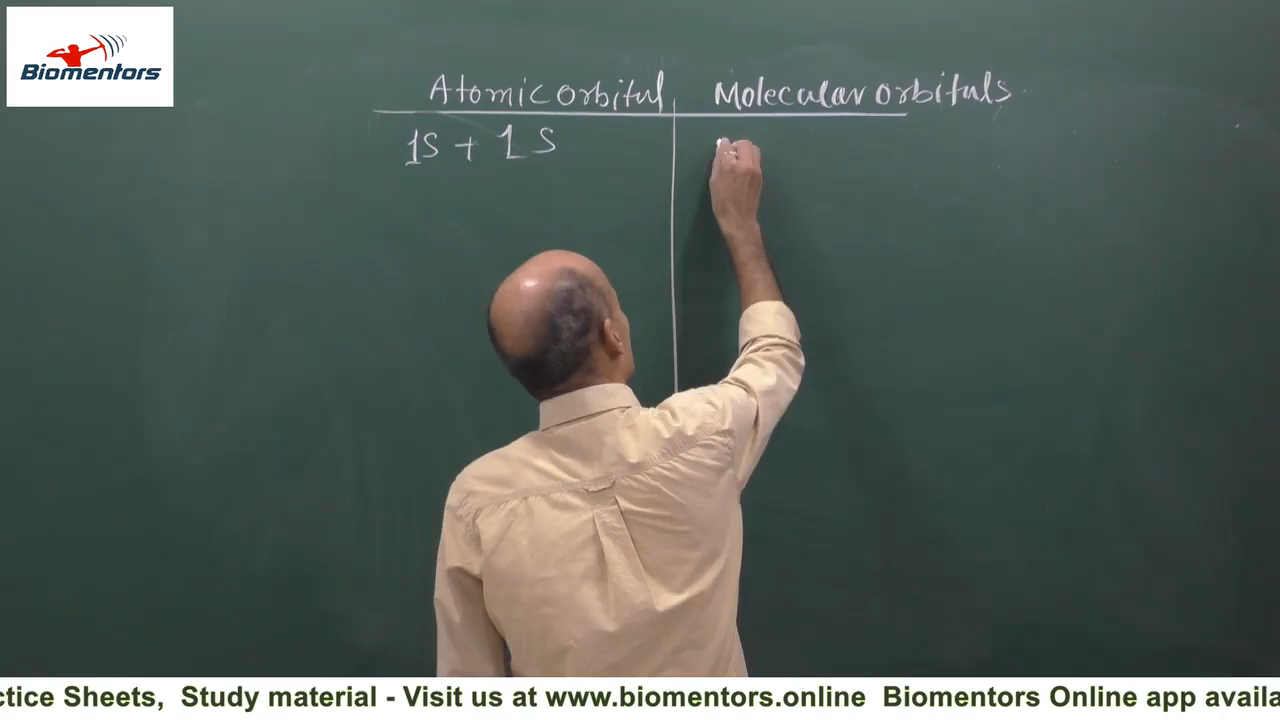 Biomentors
Atomic orbital Molecular orbitals
1S + 1S
ctice Sheets, Study material - Visit us at www.biomentors.online Biomentors Online app availa